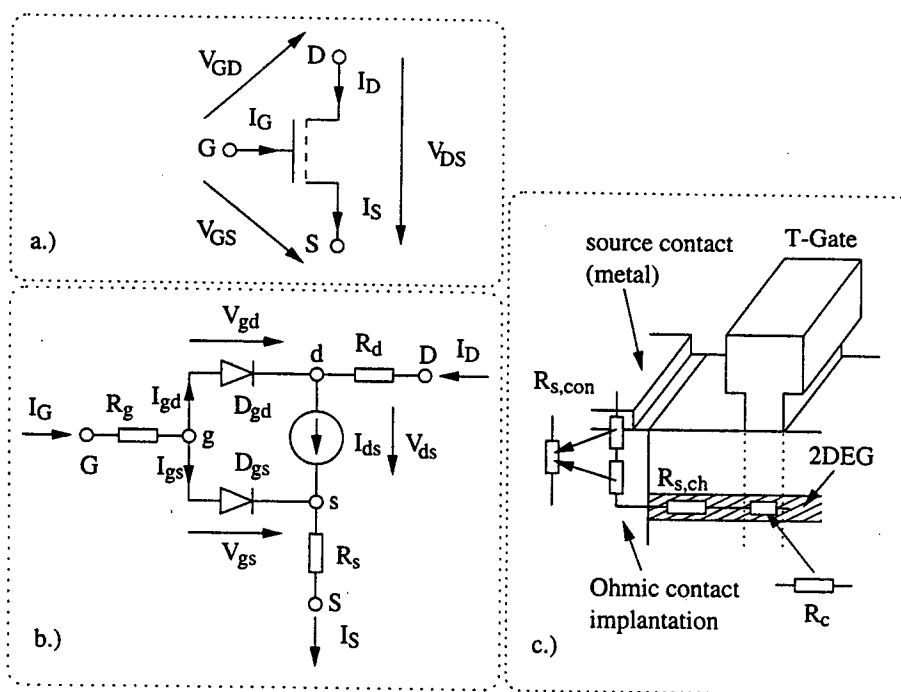 V_GD
D
I_D
I_G
G
V_DS
I_S
V_GS
S
a.)
V_gd
d
R_d
D
I_D
I_gd
D_gd
I_G
R_g
g
G
I_ds
V_ds
I_gs
D_gs
s
V_gs
R_s
S
I_S
b.)
T-Gate
source contact
(metal)
R_s,con
2DEG
R_s,ch
Ohmic contact
implantation
R_c
c.)